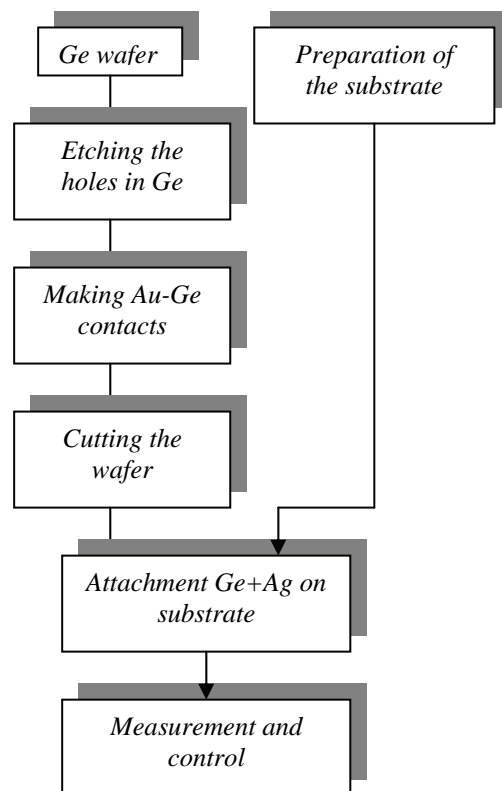 Ge wafer
Preparation of
the substrate
Etching the
holes in Ge
Making Au-Ge
contacts
Cutting the
wafer
Attachment Ge+Ag on
substrate
Measurement and
control